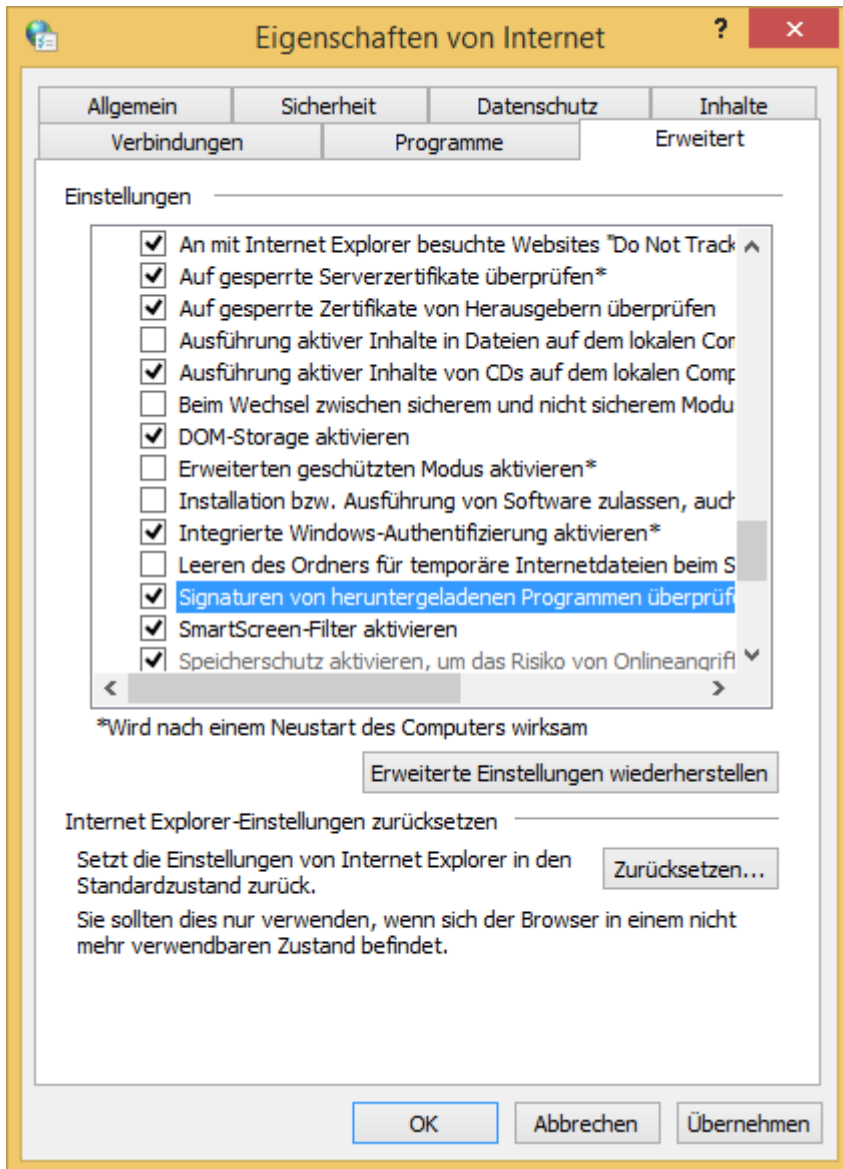 Eigenschaften von Internet
?
Allgemein Sicherheit Datenschutz Inhalte
Verbindungen Programme Erweitert
Einstellungen
An mit Internet Explorer besuchte Websites "Do Not Track
Auf gesperrte Serverzertifikate überprüfen*
Auf gesperrte Zertifikate von Herausgebern überprüfen
Ausführung aktiver Inhalte in Dateien auf dem lokalen Con
Ausführung aktiver Inhalte von CDs auf dem lokalen Comp
Beim Wechsel zwischen sicherem und nicht sicherem Modu
DOM-Storage aktivieren
Erweiterten geschützten Modus aktivieren*
Installation bzw. Ausführung von Software zulassen, auch
Integrierte Windows-Authentifizierung aktivieren*
Leeren des Ordners für temporäre Internetdateien beim S
Signaturen von heruntergeladenen Programmen überprüfe
SmartScreen-Filter aktivieren
Speicherschutz aktivieren, um das Risiko von Onlineangriff
*Wird nach einem Neustart des Computers wirksam
Erweiterte Einstellungen wiederherstellen
Internet Explorer-Einstellungen zurücksetzen
Setzt die Einstellungen von Internet Explorer in den
Standardzustand zurück.
Zurücksetzen...
Sie sollten dies nur verwenden, wenn sich der Browser in einem nicht
mehr verwendbaren Zustand befindet.
OK Abbrechen Übernehmen